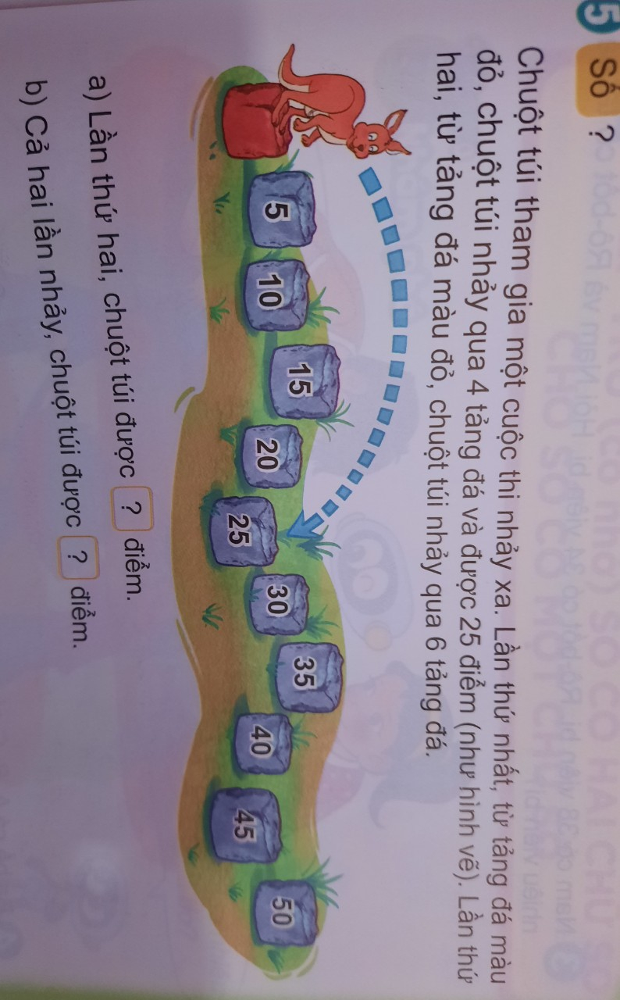 5 Số ?
Chuột túi tham gia một cuộc thi nhảy xa. Lần thứ nhất, từ tảng đá màu
đỏ, chuột túi nhảy qua 4 tảng đá và được 25 điểm (như hình vẽ). Lần thứ
hai, từ tảng đá màu đỏ, chuột túi nhảy qua 6 tảng đá.
5 10 15 20 25 30 35 40 45 50
a) Lần thứ hai, chuột túi được ? điểm.
b) Cả hai lần nhảy, chuột túi được ? điểm.